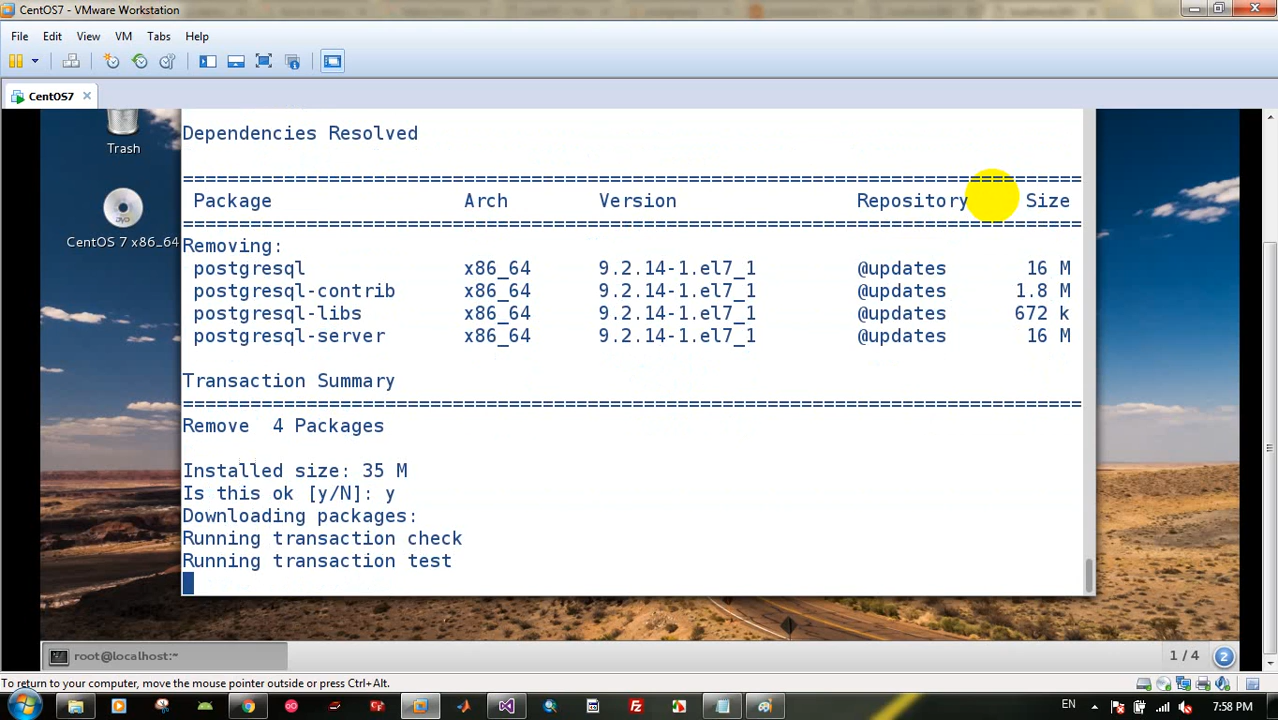 CentOS7 - VMware Workstation
File Edit View VM Tabs Help
CentOS7
Trash
CentOS 7 x86_64
Dependencies Resolved
================================================================================
Package Arch Version Repository Size
================================================================================
Removing:
postgresql x86_64 9.2.14-1.el7_1 @updates 16 M
postgresql-contrib x86_64 9.2.14-1.el7_1 @updates 1.8 M
postgresql-libs x86_64 9.2.14-1.el7_1 @updates 672 k
postgresql-server x86_64 9.2.14-1.el7_1 @updates 16 M
Transaction Summary
================================================================================
Remove 4 Packages
Installed size: 35 M
Is this ok [y/N]: y
Downloading packages:
Running transaction check
Running transaction test
root@localhost:~
1 / 4
2
To return to your computer, move the mouse pointer outside or press Ctrl+Alt.
EN
7:58 PM